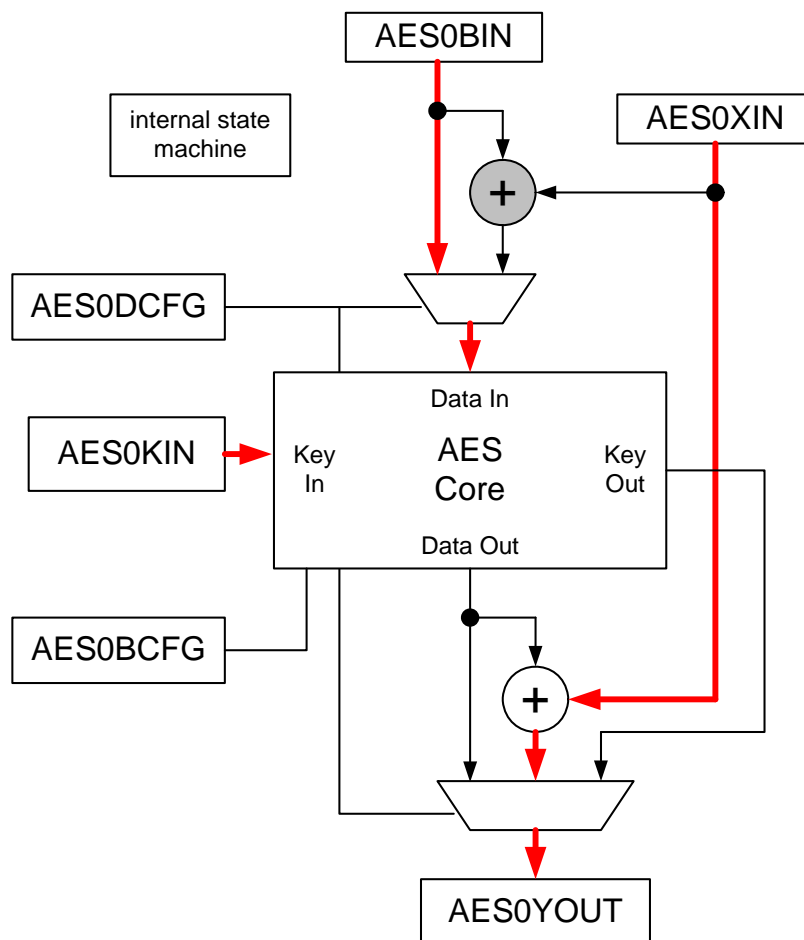 AES0BIN
internal state
machine
AES0XIN
+
AES0DCFG
Data In
AES0KIN
Key
In
AES
Core
Key
Out
Data Out
AES0BCFG
+
AES0YOUT